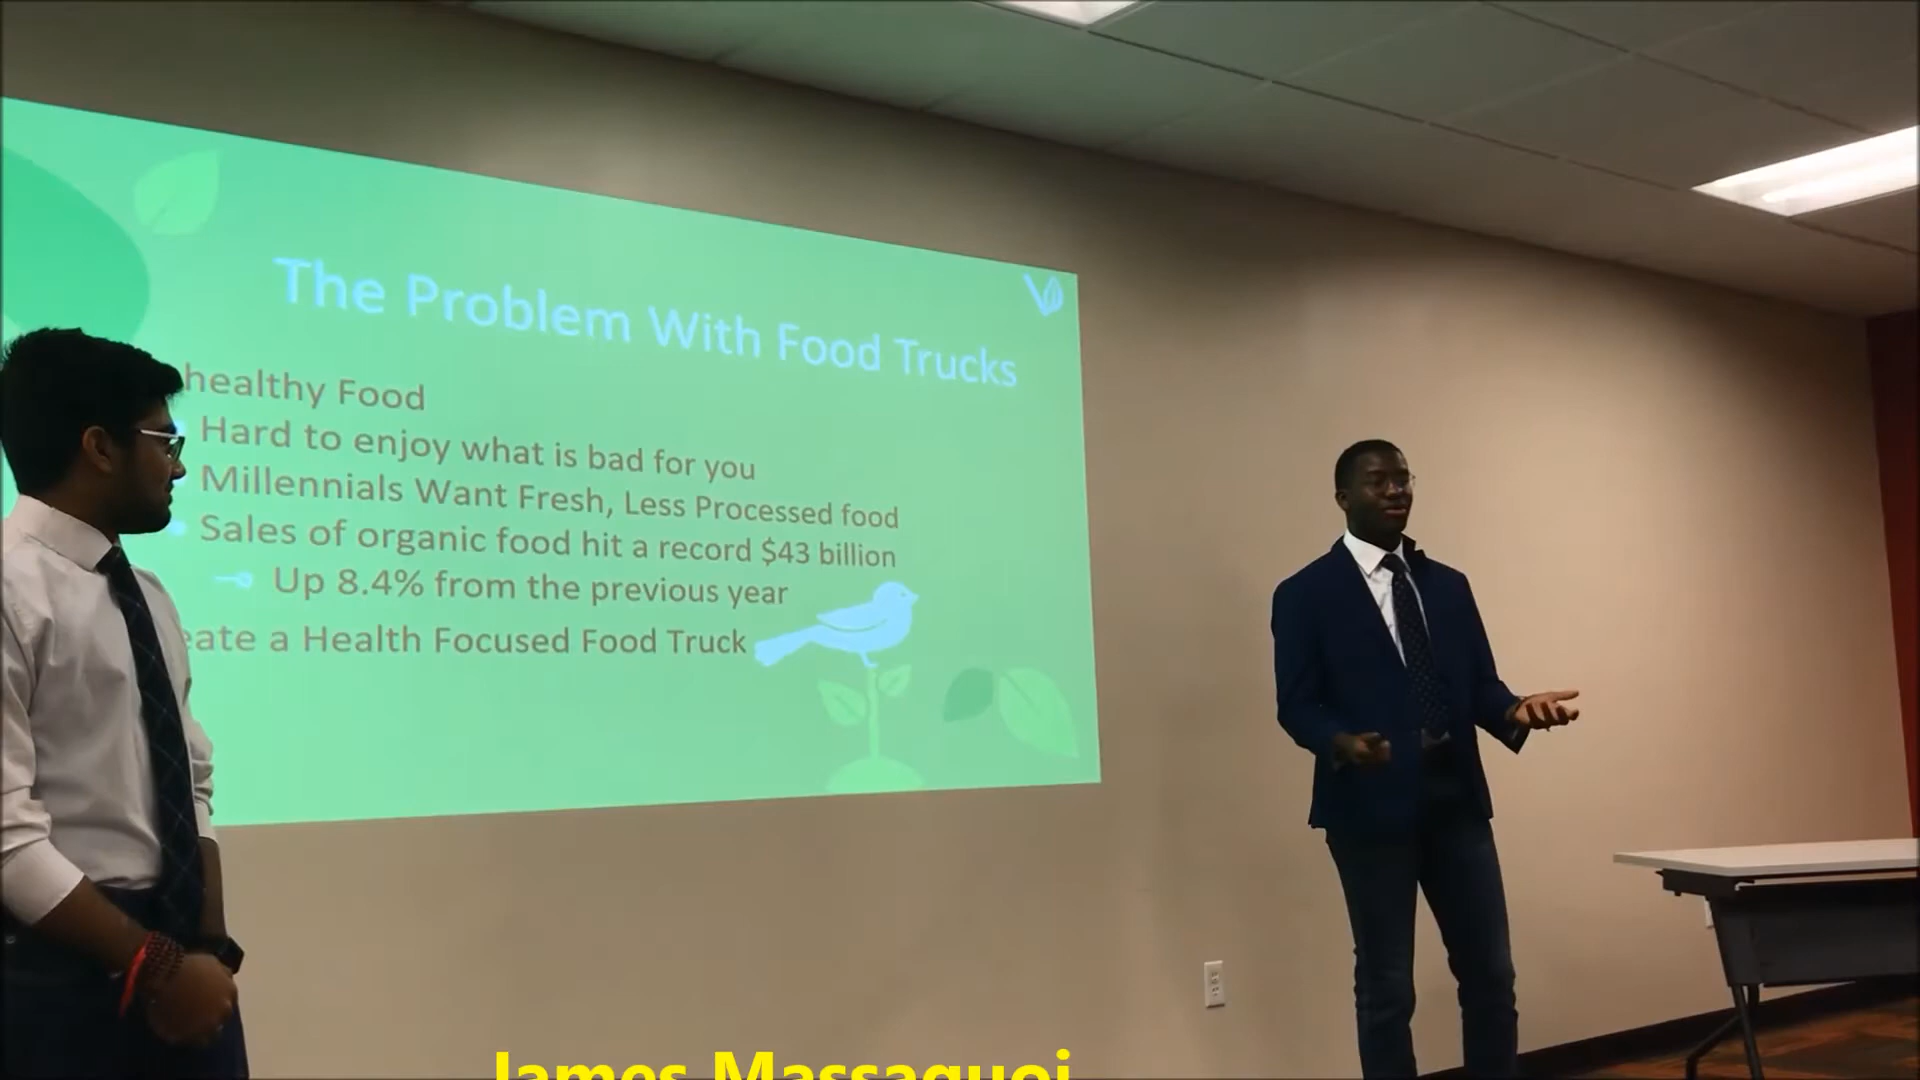 The Problem With Food Trucks
healthy Food
Hard to enjoy what is bad for you
Millennials Want Fresh, Less Processed food
Sales of organic food hit a record $43 billion
Up 8.4% from the previous year
eate a Health Focused Food Truck
James Massaquoi